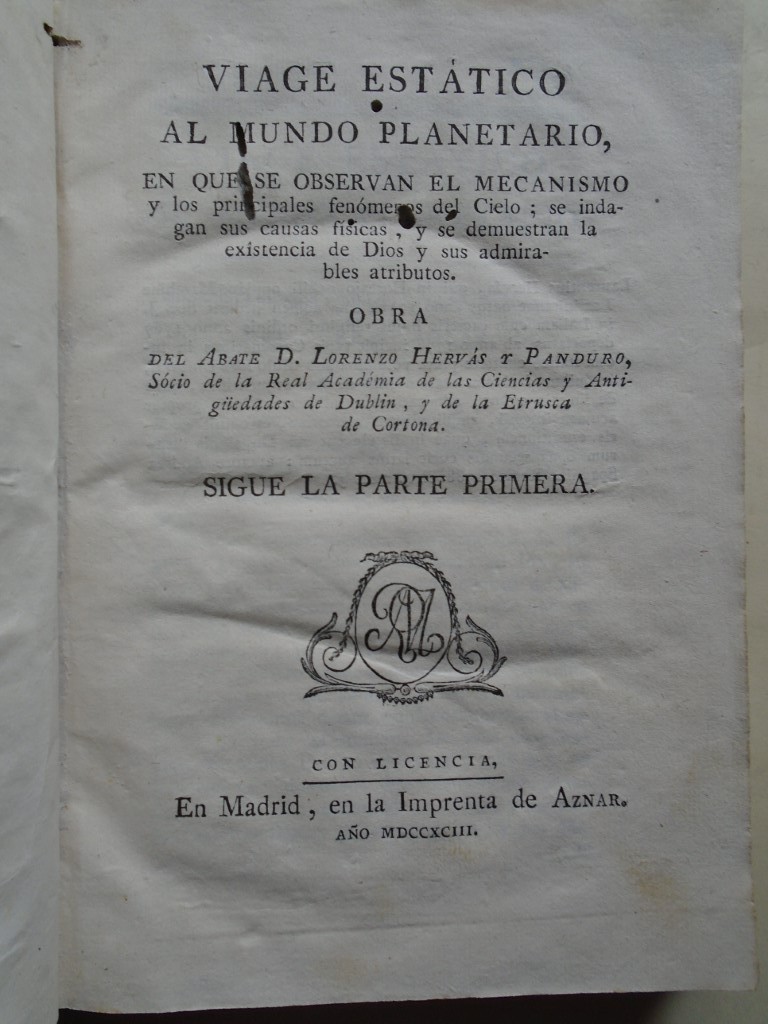 VIAGE ESTÁTICO
AL MUNDO PLANETARIO,
EN QUE SE OBSERVAN EL MECANISMO
y los principales fenómenos del Cielo ; se inda-
gan sus causas físicas , y se demuestran la
existencia de Dios y sus admira-
bles atributos.
OBRA
DEL ABATE D. LORENZO HERVÁS Y PANDURO,
Sócio de la Real Académia de las Ciencias y Anti-
güedades de Dublin , y de la Etrusca
de Cortona.
SIGUE LA PARTE PRIMERA.
CON LICENCIA,
En Madrid , en la Imprenta de AZNAR.
AÑO MDCCXCIII.